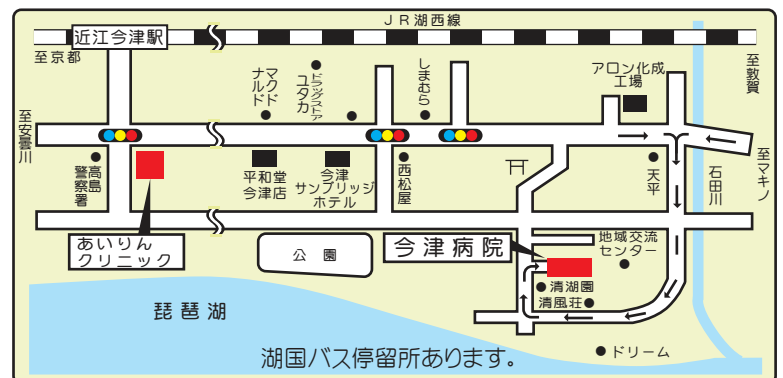 JR湖西線
近江今津駅
至京都
至敦賀
至安曇川
マクド
ナルド
ドラッグストア
ユタカ
しまむら
アロン化成
工場
至マキノ
高島
警察署
平和堂
今津店
今津
サンブリッジ
ホテル
西松屋
天平
石田川
あいりん
クリニック
公園
今津病院
地域交流
センター
清湖園
清風荘
琵琶湖
湖国バス停留所あります。
ドリーム